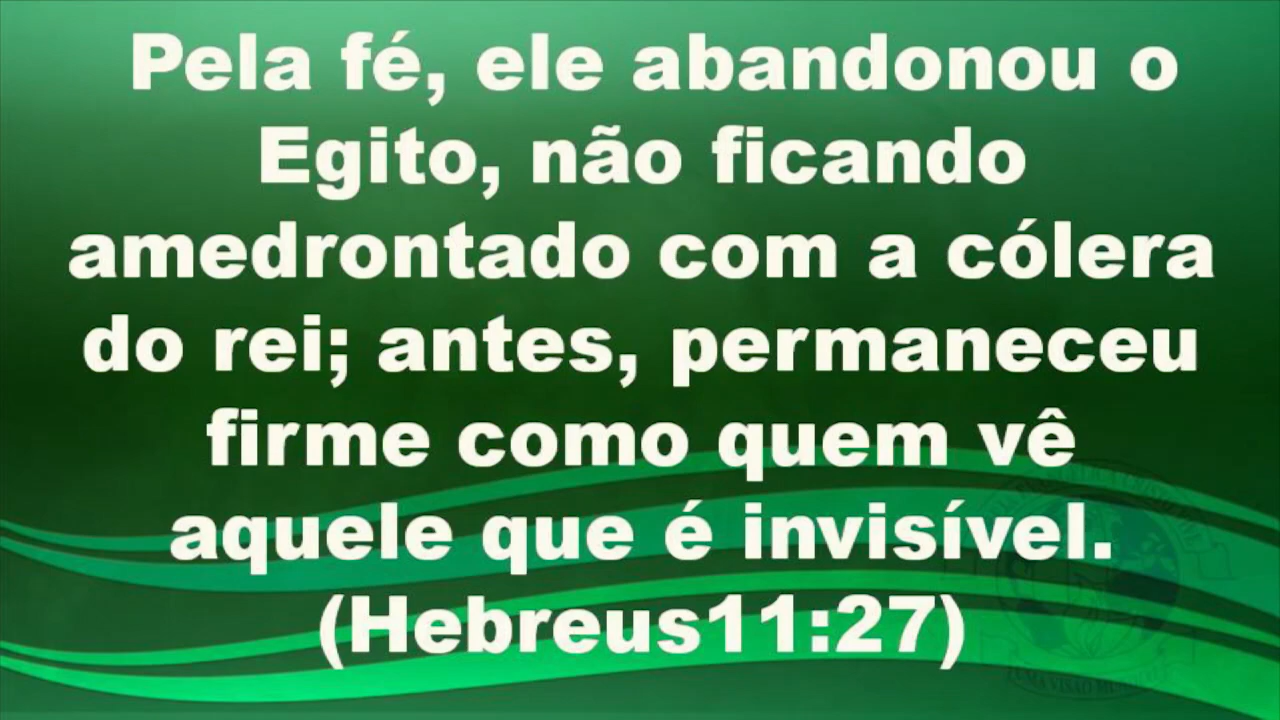 Pela fé, ele abandonou o
Egito, não ficando
amedrontado com a cólera
do rei; antes, permaneceu
firme como quem vê
aquele que é invisível.
(Hebreus11:27)